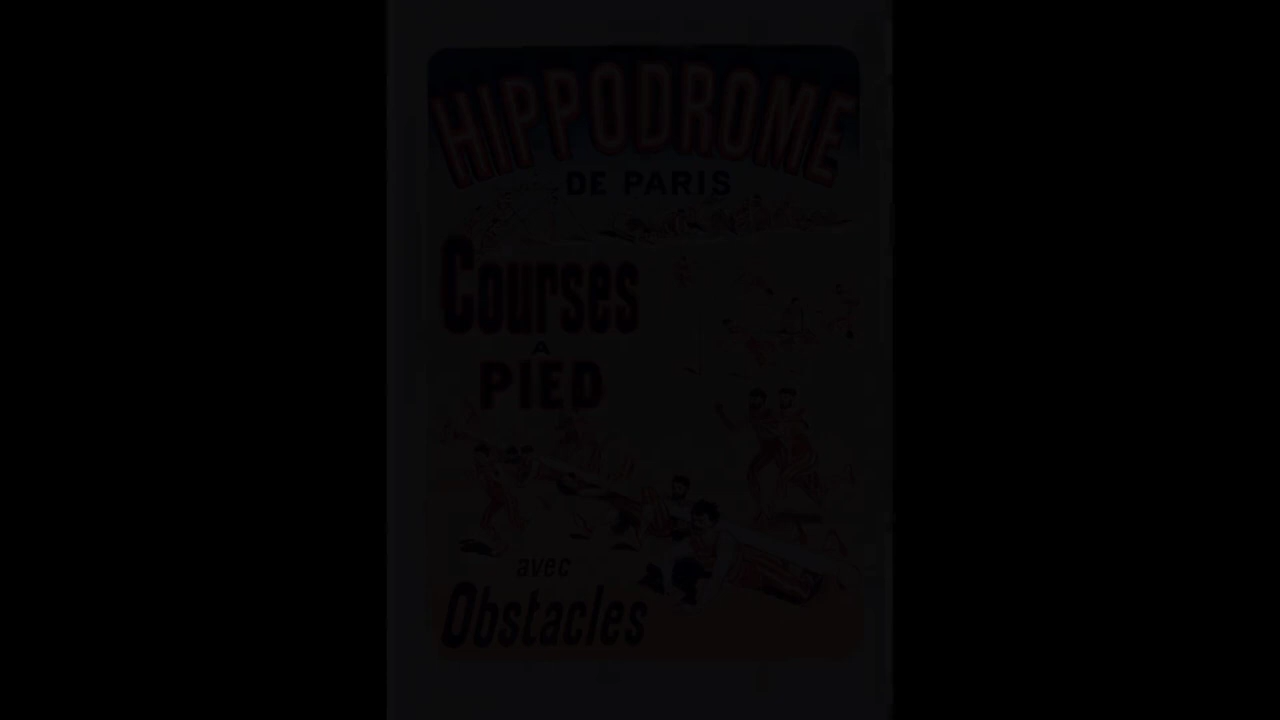 HIPPODROME
DE PARIS
Courses
A
PIED
avec
Obstacles